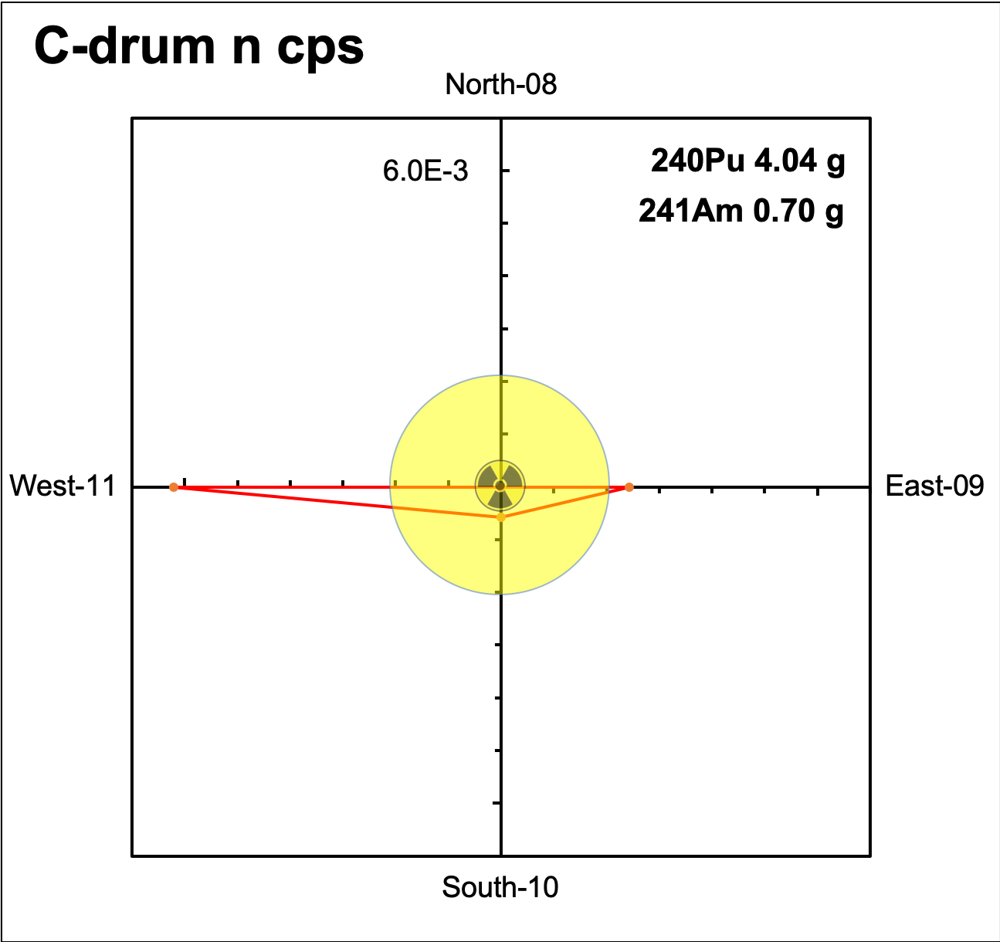 C-drum n cps
North-08
6.0E-3
240Pu 4.04 g
241Am 0.70 g
West-11
East-09
South-10